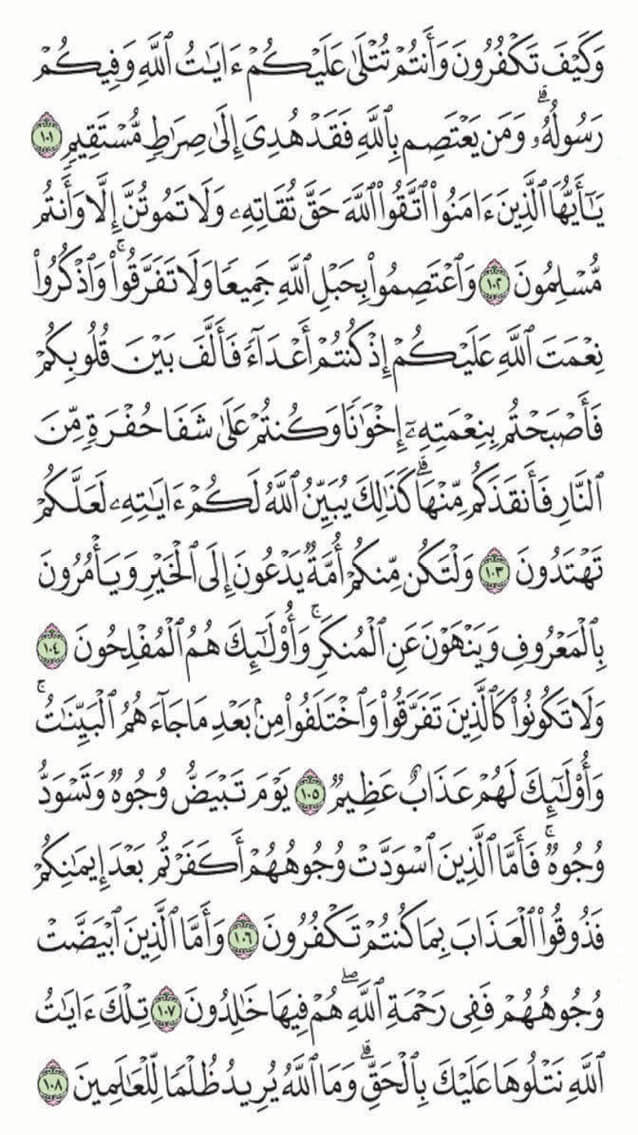 وَكَيْفَ تَكْفُرُونَ وَأَنتُمْ تُتْلَىٰ عَلَيْكُمْ ءَايَٰتُ ٱللَّهِ وَفِيكُمْ
رَسُولُهُۥ ۗ وَمَن يَعْتَصِم بِٱللَّهِ فَقَدْ هُدِىَ إِلَىٰ صِرَٰطٍ مُّسْتَقِيمٍ ١٠١
يَٰٓأَيُّهَا ٱلَّذِينَ ءَامَنُوا۟ ٱتَّقُوا۟ ٱللَّهَ حَقَّ تُقَاتِهِۦ وَلَا تَمُوتُنَّ إِلَّا وَأَنتُم
مُّسْلِمُونَ ١٠٢ وَٱعْتَصِمُوا۟ بِحَبْلِ ٱللَّهِ جَمِيعًا وَلَا تَفَرَّقُوا۟ ۚ وَٱذْكُرُوا۟
نِعْمَتَ ٱللَّهِ عَلَيْكُمْ إِذْ كُنتُمْ أَعْدَآءً فَأَلَّفَ بَيْنَ قُلُوبِكُمْ
فَأَصْبَحْتُم بِنِعْمَتِهِۦٓ إِخْوَٰنًا وَكُنتُمْ عَلَىٰ شَفَا حُفْرَةٍ مِّنَ
ٱلنَّارِ فَأَنقَذَكُم مِّنْهَا ۗ كَذَٰلِكَ يُبَيِّنُ ٱللَّهُ لَكُمْ ءَايَٰتِهِۦ لَعَلَّكُمْ
تَهْتَدُونَ ١٠٣ وَلْتَكُن مِّنكُمْ أُمَّةٌ يَدْعُونَ إِلَى ٱلْخَيْرِ وَيَأْمُرُونَ
بِٱلْمَعْرُوفِ وَيَنْهَوْنَ عَنِ ٱلْمُنكَرِ ۚ وَأُو۟لَٰٓئِكَ هُمُ ٱلْمُفْلِحُونَ ١٠٤
وَلَا تَكُونُوا۟ كَٱلَّذِينَ تَفَرَّقُوا۟ وَٱخْتَلَفُوا۟ مِنۢ بَعْدِ مَا جَآءَهُمُ ٱلْبَيِّنَٰتُ ۚ
وَأُو۟لَٰٓئِكَ لَهُمْ عَذَابٌ عَظِيمٌ ١٠٥ يَوْمَ تَبْيَضُّ وُجُوهٌ وَتَسْوَدُّ
وُجُوهٌ ۚ فَأَمَّا ٱلَّذِينَ ٱسْوَدَّتْ وُجُوهُهُمْ أَكَفَرْتُم بَعْدَ إِيمَٰنِكُمْ
فَذُوقُوا۟ ٱلْعَذَابَ بِمَا كُنتُمْ تَكْفُرُونَ ١٠٦ وَأَمَّا ٱلَّذِينَ ٱبْيَضَّتْ
وُجُوهُهُمْ فَفِى رَحْمَةِ ٱللَّهِ ۖ هُمْ فِيهَا خَٰلِدُونَ ١٠٧ تِلْكَ ءَايَٰتُ
ٱللَّهِ نَتْلُوهَا عَلَيْكَ بِٱلْحَقِّ ۗ وَمَا ٱللَّهُ يُرِيدُ ظُلْمًا لِّلْعَٰلَمِينَ ١٠٨